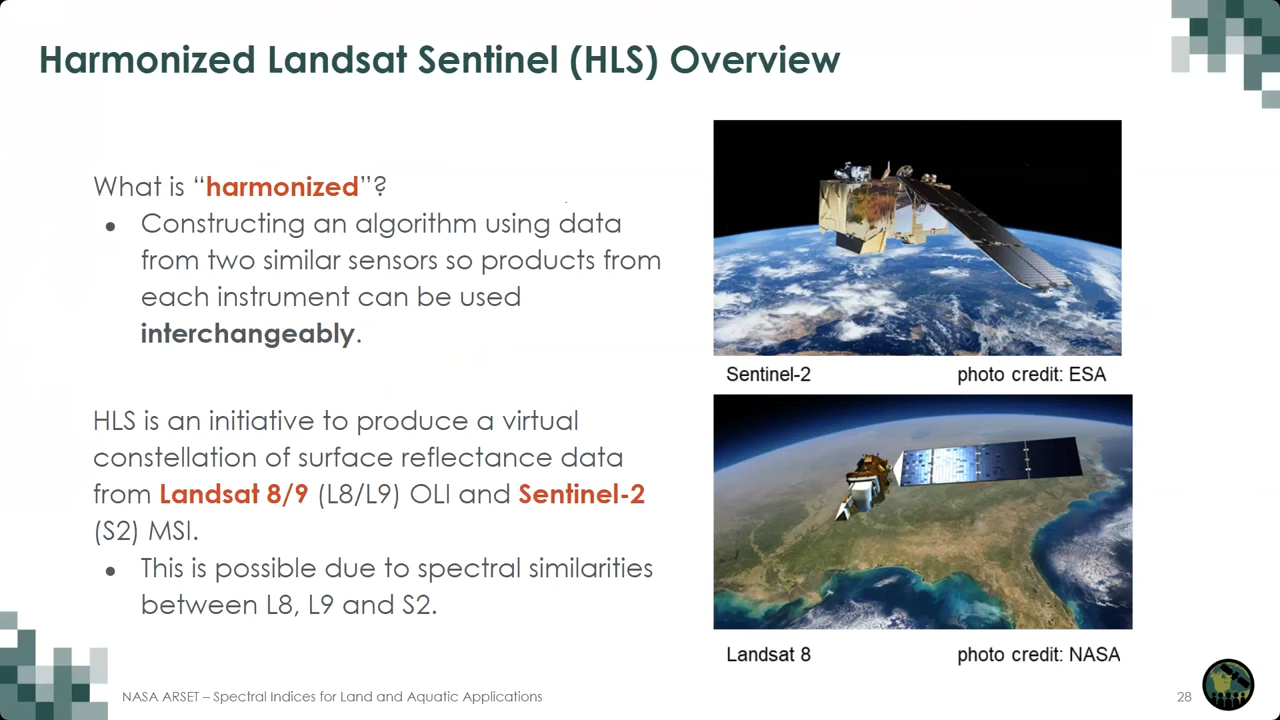 Harmonized Landsat Sentinel (HLS) Overview
What is “harmonized”?
● Constructing an algorithm using data
from two similar sensors so products from
each instrument can be used
interchangeably.
HLS is an initiative to produce a virtual
constellation of surface reflectance data
from Landsat 8/9 (L8/L9) OLI and Sentinel-2
(S2) MSI.
● This is possible due to spectral similarities
between L8, L9 and S2.
Sentinel-2 photo credit: ESA
Landsat 8 photo credit: NASA
NASA ARSET – Spectral Indices for Land and Aquatic Applications
28